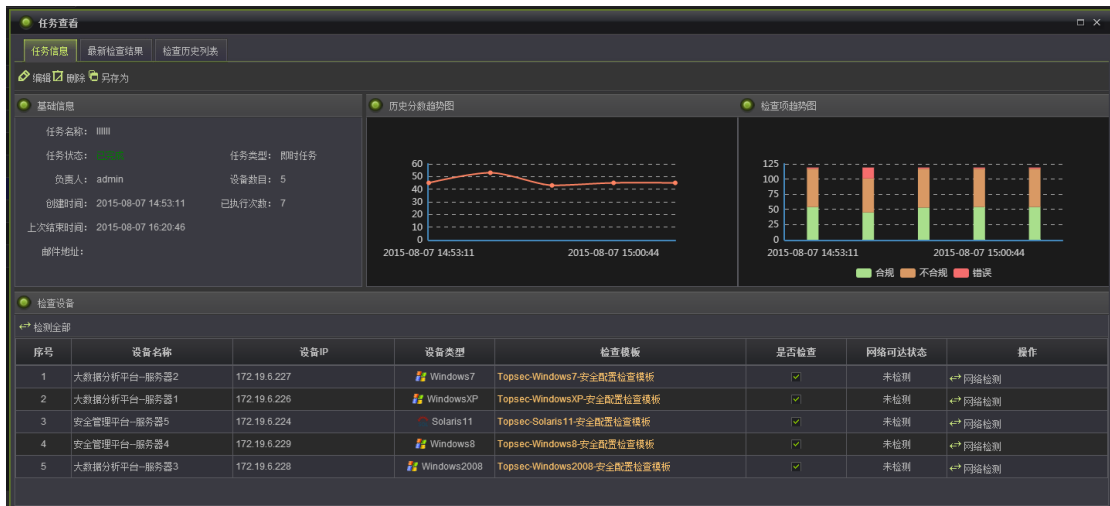 任务查看
任务信息 最新检查结果 检查历史列表
编辑 删除 另存为
基础信息
任务名称： llllll
任务状态： 已完成 任务类型： 即时任务
负责人： admin 设备数目： 5
创建时间： 2015-08-07 14:53:11 已执行次数： 7
上次结束时间： 2015-08-07 16:20:46
邮件地址：
历史分数趋势图
60
50
40
30
20
10
0
2015-08-07 14:53:11 2015-08-07 15:00:44
检查项趋势图
125
100
75
50
25
0
2015-08-07 14:53:11 2015-08-07 15:00:44
合规 不合规 错误
检查设备
检测全部
序号 设备名称 设备IP 设备类型 检查模板 是否检查 网络可达状态 操作
1 大数据分析平台--服务器2 172.19.6.227 Windows7 Topsec-Windows7-安全配置检查模板 未检测 网络检测
2 大数据分析平台--服务器1 172.19.6.226 WindowsXP Topsec-WindowsXP-安全配置检查模板 未检测 网络检测
3 安全管理平台--服务器5 172.19.6.224 Solaris11 Topsec-Solaris11-安全配置检查模板 未检测 网络检测
4 安全管理平台--服务器4 172.19.6.229 Windows8 Topsec-Windows8-安全配置检查模板 未检测 网络检测
5 大数据分析平台--服务器3 172.19.6.228 Windows2008 Topsec-Windows2008-安全配置检查模板 未检测 网络检测